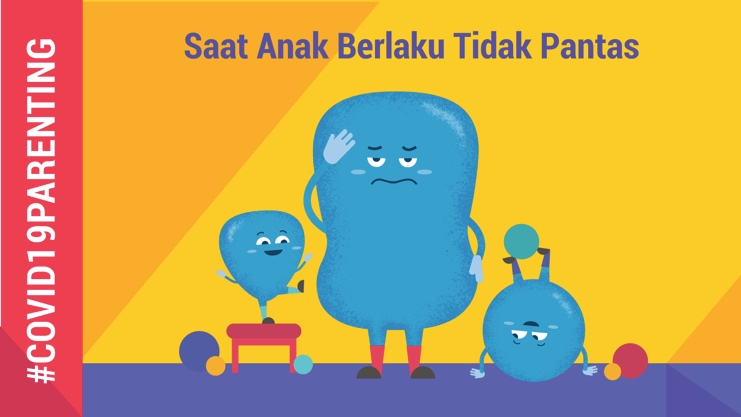 Saat Anak Berlaku Tidak Pantas
#COVID19PARENTING